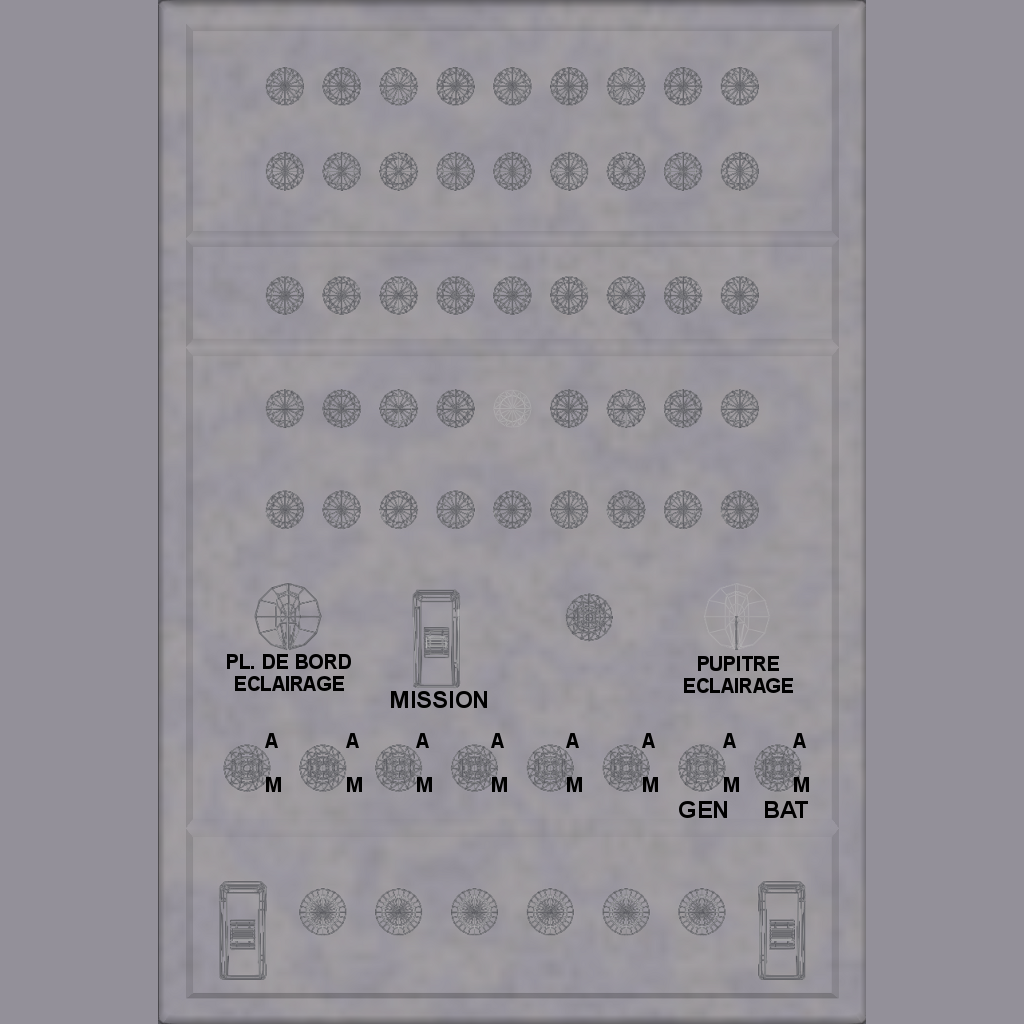 PL. DE BORD
ECLAIRAGE
MISSION
PUPITRE
ECLAIRAGE
A A A A A A A A
M M M M M M M M
GEN BAT